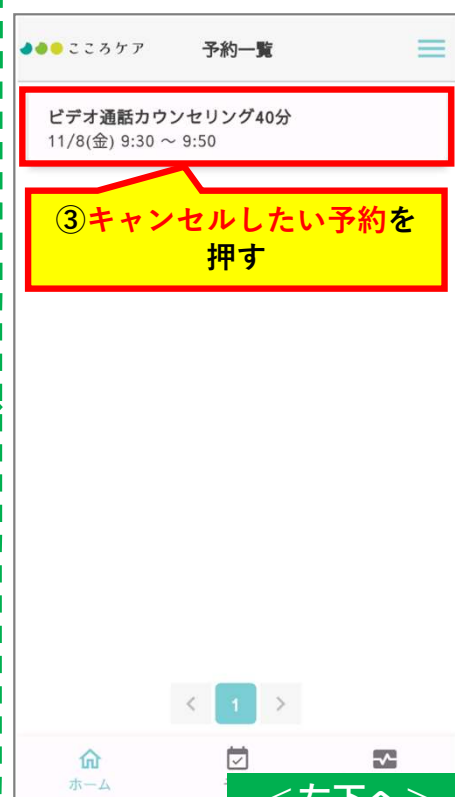 こころケア
予約一覧
ビデオ通話カウンセリング40分
11/8(金) 9:30 ～ 9:50
③キャンセルしたい予約を
押す
< 1 >
ホーム